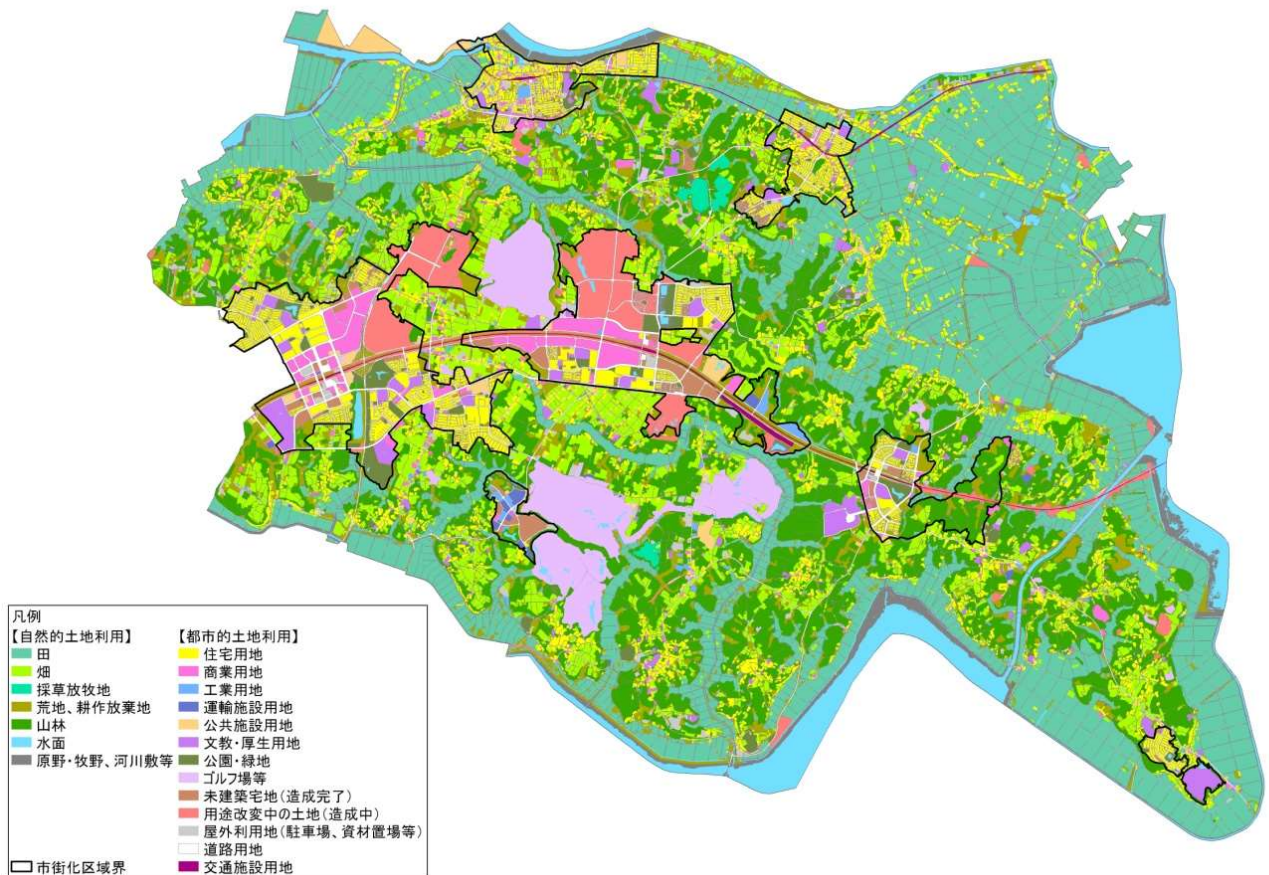 凡例
【自然的土地利用】
田
畑
採草放牧地
荒地、耕作放棄地
山林
水面
原野・牧野、河川敷等
市街化区域界
【都市的土地利用】
住宅用地
商業用地
工業用地
運輸施設用地
公共施設用地
文教・厚生用地
公園・緑地
ゴルフ場等
未建築宅地(造成完了)
用途改変中の土地(造成中)
屋外利用地(駐車場、資材置場等)
道路用地
交通施設用地